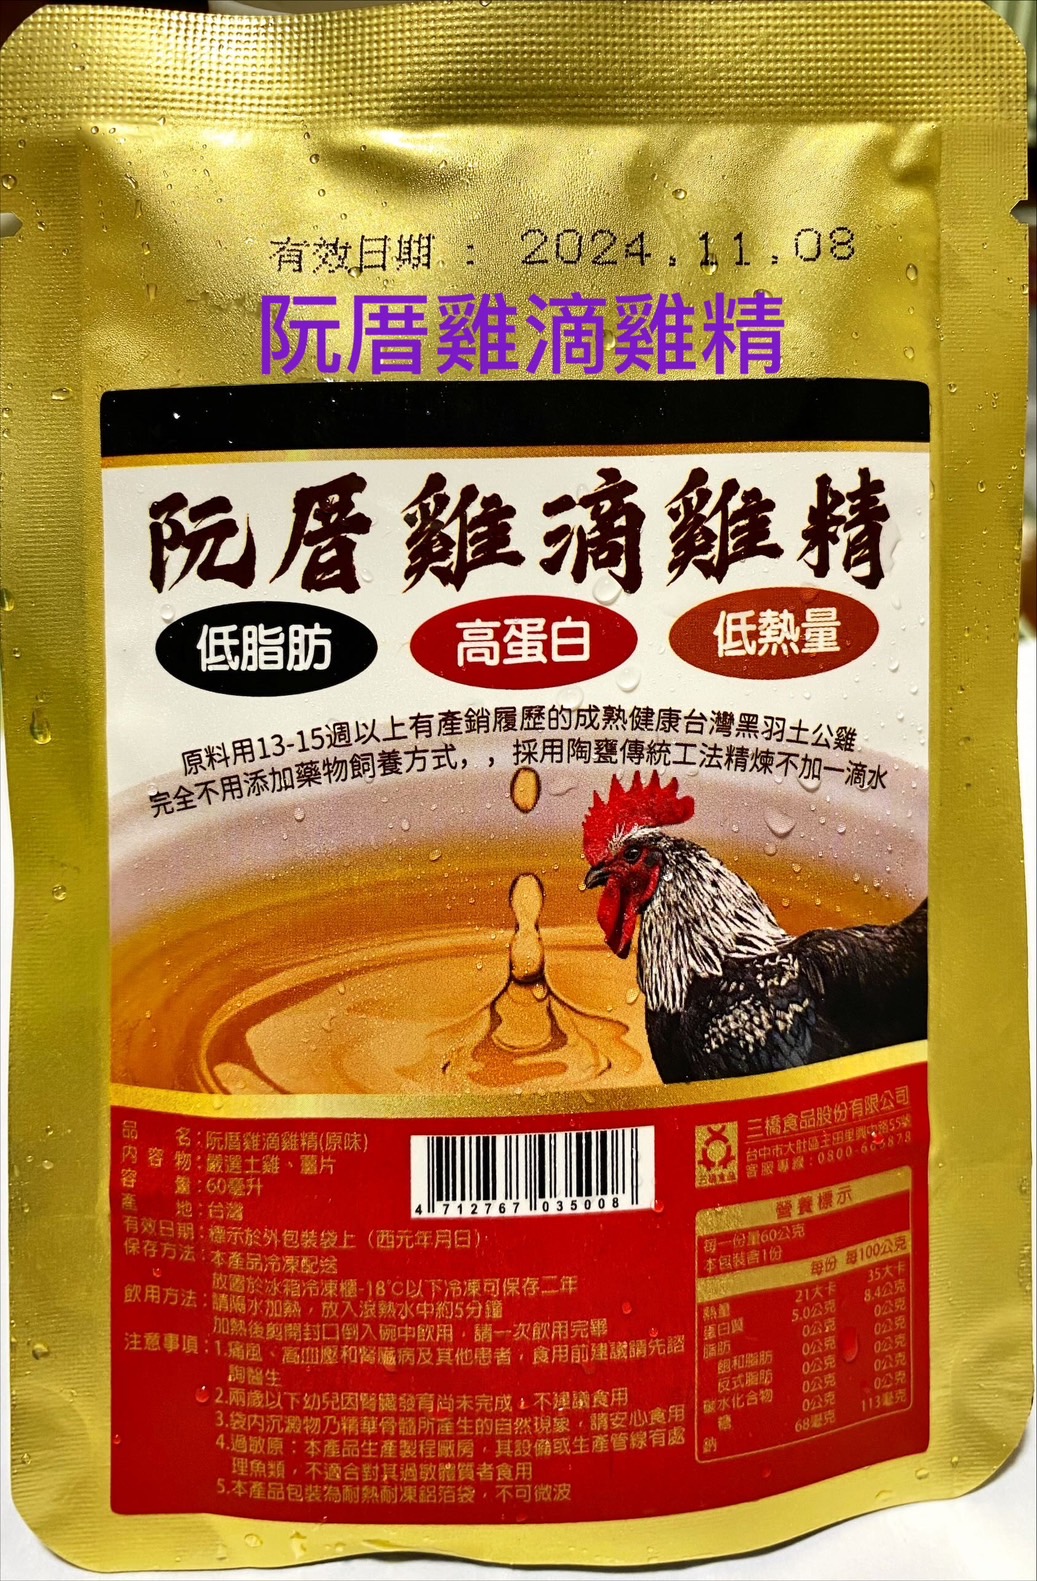 有效日期 : 2024.11.08
阮厝雞滴雞精
阮厝雞滴雞精
低脂肪
高蛋白
低熱量
原料用13-15週以上有產銷履歷的成熟健康台灣黑羽土公雞
完全不用添加藥物飼養方式,,採用陶甕傳統工法精煉不加一滴水
品名:阮厝雞滴雞精(原味)
內容物:嚴選土雞、薑片
容量:60毫升
產地:台灣
有效日期:標示於外包裝袋上(西元年月日)
保存方法:本產品冷凍配送
放置於冰箱冷凍櫃-18℃以下冷凍可保存二年
飲用方法:請隔水加熱,放入滾熱水中約5分鐘
加熱後剪開封口倒入碗中飲用,請一次飲用完畢
注意事項:1.痛風、高血壓和腎臟病及其他患者,食用前建議請先諮
詢醫生
2.兩歲以下幼兒因腎臟發育尚未完成,不建議食用
3.袋內沉澱物乃精華骨髓所產生的自然現象,請安心食用
4.過敏原:本產品生產製程廠房,其設備或生產管線有處
理魚類,不適合對其過敏體質者食用
5.本產品包裝為耐熱耐凍鋁箔袋,不可微波
4 712767 035008
三橋食品股份有限公司
台中市大社區三田里興中路55號
客服專線:0800-
營養標示
每一份量60公克
本包裝含1份
每份 每100公克
熱量 21大卡 35大卡
蛋白質 5.0公克 8.4公克
脂肪 0公克 0公克
飽和脂肪 0公克 0公克
反式脂肪 0公克 0公克
碳水化合物 0公克 0公克
糖 0公克 0公克
鈉 68毫克 113毫克